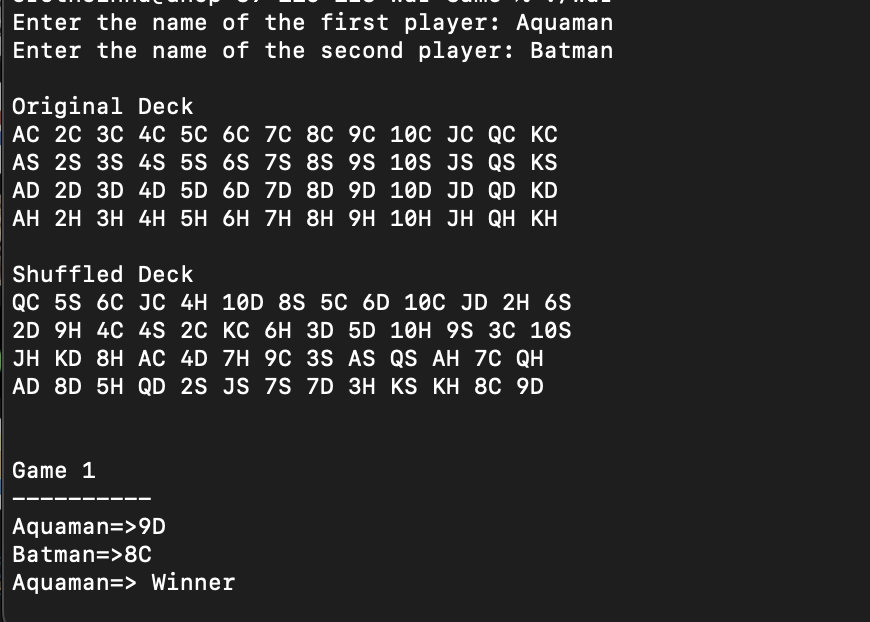 Enter the name of the first player: Aquaman
Enter the name of the second player: Batman
Original Deck
AC 2C 3C 4C 5C 6C 7C 8C 9C 10C JC QC KC
AS 2S 3S 4S 5S 6S 7S 8S 9S 10S JS QS KS
AD 2D 3D 4D 5D 6D 7D 8D 9D 10D JD QD KD
AH 2H 3H 4H 5H 6H 7H 8H 9H 10H JH QH KH
Shuffled Deck
QC 5S 6C JC 4H 10D 8S 5C 6D 10C JD 2H 6S
2D 9H 4C 4S 2C KC 6H 3D 5D 10H 9S 3C 10S
JH KD 8H AC 4D 7H 9C 3S AS QS AH 7C QH
AD 8D 5H QD 2S JS 7S 7D 3H KS KH 8C 9D
Game 1
----------
Aquaman=>9D
Batman=>8C
Aquaman=> Winner